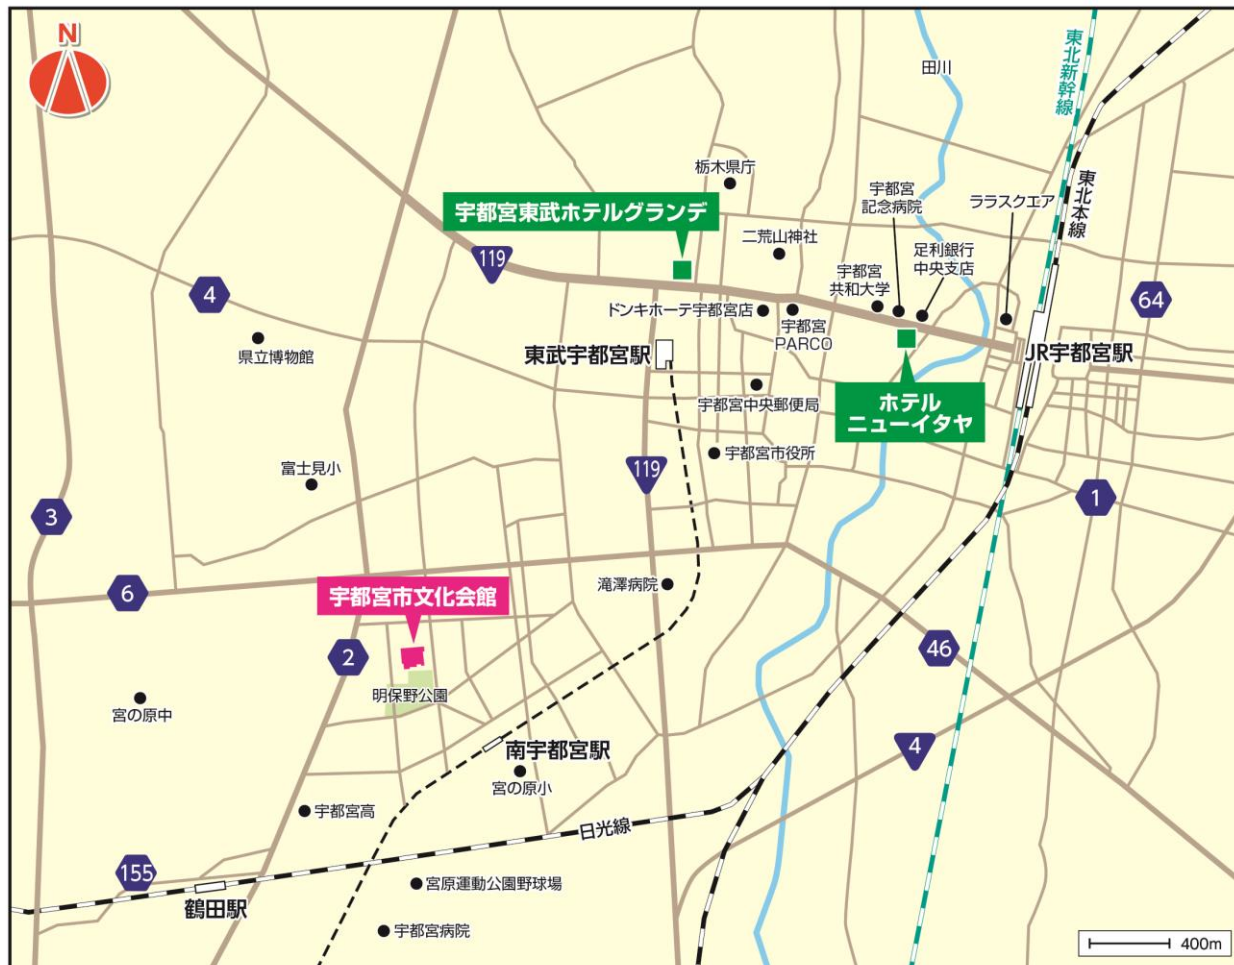 N
田川
東北新幹線
東北本線
栃木県庁
宇都宮東武ホテルグランデ
宇都宮
記念病院
ララスクエア
二荒山神社
足利銀行
中央支店
119
宇都宮
共和大学
4
64
ドンキホーテ宇都宮店
宇都宮
PARCO
県立博物館
東武宇都宮駅
JR宇都宮駅
宇都宮中央郵便局
ホテル
ニューイタヤ
宇都宮市役所
119
富士見小
3
1
6
滝澤病院
宇都宮市文化会館
2
46
明保野公園
宮の原中
南宇都宮駅
4
宮の原小
宇都宮高
日光線
155
宮原運動公園野球場
鶴田駅
宇都宮病院
400m